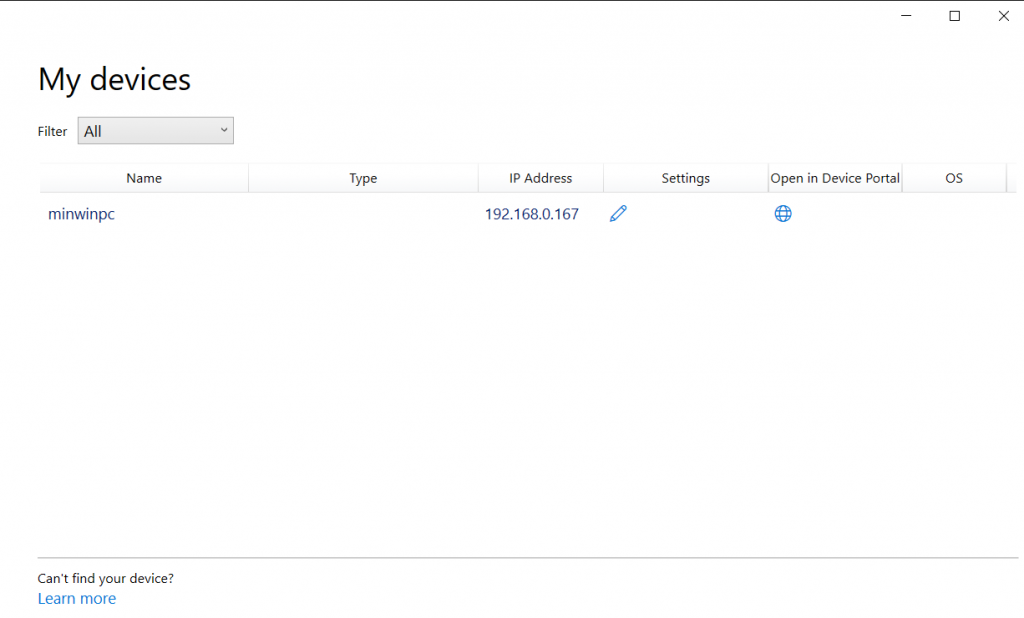 My devices
Filter All
Name Type IP Address Settings Open in Device Portal OS
minwinpc 192.168.0.167
Can't find your device?
Learn more